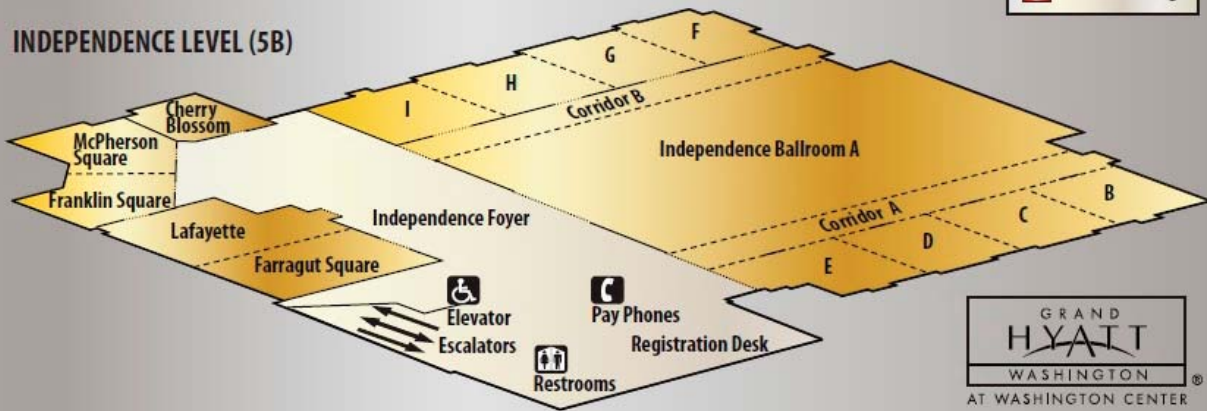 INDEPENDENCE LEVEL (5B)
F
G
H
I
Corridor B
Cherry
Blossom
McPherson
Square
Franklin Square
Independence Ballroom A
Lafayette
Independence Foyer
Farragut Square
Corridor A
B
C
D
E
Elevator
Escalators
Pay Phones
Registration Desk
Restrooms
GRAND
HYATT
WASHINGTON
®
AT WASHINGTON CENTER